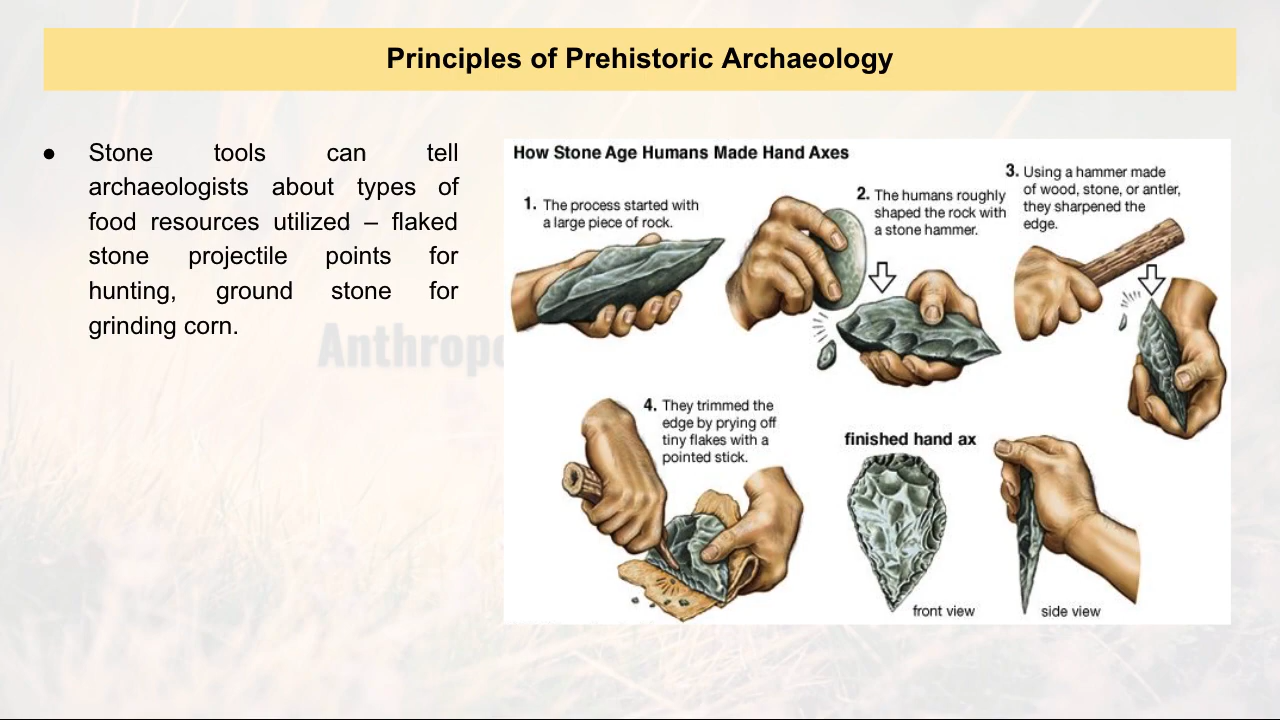 Principles of Prehistoric Archaeology
● Stone tools can tell
archaeologists about types of
food resources utilized – flaked
stone projectile points for
hunting, ground stone for
grinding corn.
Anthropo
How Stone Age Humans Made Hand Axes
1. The process started with
a large piece of rock.
2. The humans roughly
shaped the rock with
a stone hammer.
3. Using a hammer made
of wood, stone, or antler,
they sharpened the
edge.
4. They trimmed the
edge by prying off
tiny flakes with a
pointed stick.
finished hand ax
front view
side view